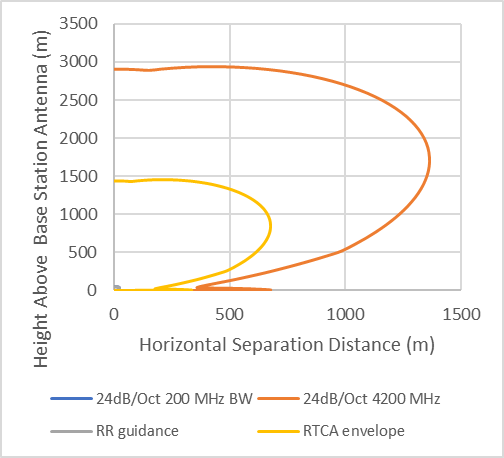 3500
3000
2500
2000
1500
1000
500
0
0 500 1000 1500
Height Above  Base Station Antenna (m)
Horizontal Separation Distance (m)
24dB/Oct 200 MHz BW
24dB/Oct 4200 MHz
RR guidance
RTCA envelope